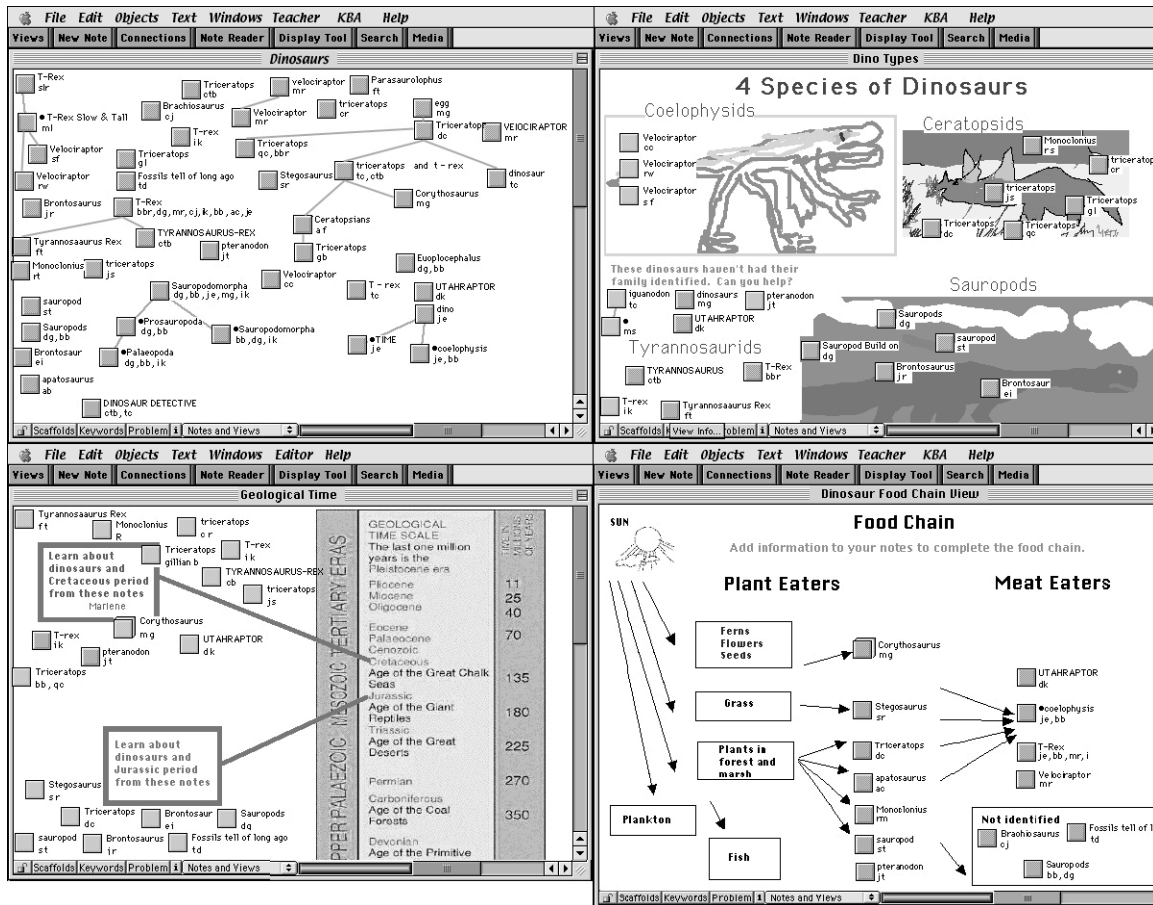 File Edit Objects Text Windows Teacher KBA Help
Views New Note Connections Note Reader Display Tool Search Media
Dinosaurs
T-Rex
slr
Triceratops
ctb
velociraptor
mr
Parasaurolophus
ft
Brachiosaurus
cj
triceratops
cr
egg
mg
•T-Rex Slow & Tall
ml
Velociraptor
mr
T-rex
ik
Triceratops
dc
VElOCIRAPTOR
mr
Velociraptor
sf
Triceratops
gl
Triceratops
qc,bbr
triceratops and t-rex
tc,ctb
Velociraptor
rw
Fossils tell of long ago
td
Stegosaurus
sr
dinosaur
tc
Corythosaurus
mg
Brontosaurus
jr
T-Rex
bbr,dg,mr,cj,ik,bb,ac,je
Ceratopsians
af
Tyrannosaaurus Rex
ft
TYRANNOSAURUS-REX
ctb
pteranodon
jt
Triceratops
gb
Monoclonius
rt
triceratops
js
Euoplocephalus
dg,bb
Velociraptor
cc
Sauropodomorpha
dg,bb,je,mg,ik
T-rex
tc
UTAHRAPTOR
dk
sauropod
st
dino
je
Sauropods
dg,bb
•Prosauropoda
dg,bb
•Sauropodomorpha
bb,dg,ik
•TIME
je
Brontosaur
ei
•Palaeopoda
dg,bb,ik
•coelophysis
je,bb
apatosaurus
ab
DINOSAUR DETECTIVE
ctb,tc
Scaffolds Keywords Problem i Notes and Views
File Edit Objects Text Windows Teacher KBA Help
Views New Note Connections Note Reader Display Tool Search Media
Dino Types
4 Species of Dinosaurs
Coelophysids
Ceratopsids
Velociraptor
cc
Velociraptor
rw
Velociraptor
sf
Monoclonius
rs
triceratops
cr
triceratops
js
Triceratops
gl
Triceratops
dc
Triceratops
qc
These dinosaurs haven't had their
family identified. Can you help?
iguanodon
tc
dinosaurs
mg
pteranodon
jt
•
ms
UTAHRAPTOR
dk
Sauropods
Sauropods
dg
Sauropod Build on
dg
sauropod
st
Brontosaurus
jr
Brontosaur
ei
Tyrannosaurids
TYRANNOSAURUS
ctb
T-Rex
bbr
T-rex
ik
Tyrannosaaurus Rex
ft
Scaffolds View Info... roblem i Notes and Views
File Edit Objects Text Windows Editor Help
Views New Note Connections Note Reader Display Tool Search Media
Geological Time
Tyrannosaurus Rex
ft
Monoclonius
R
triceratops
cr
Learn about
dinosaurs and
Cretaceous period
from these notes
Marlene
Triceratops
gillian b
T-rex
ik
TYRANNOSAURUS-REX
cb
triceratops
js
Corythosaurus
mg
T-rex
ik
pteranodon
jt
UTAHRAPTOR
dk
Triceratops
bb, qc
Learn about
dinosaurs and
Jurassic period
from these notes
Stegosaurus
sr
Triceratops
dc
Brontosaur
ei
Sauropods
dg
sauropod
st
Brontosaurus
jr
Fossils tell of long ago
td
UPPER PALAEZOIC MESOZOIC TERTIARY ERAS
GEOLOGICAL
TIME SCALE
The last one million
years is the
Pleistocene era
TIME IN
MILLIONS
OF YEARS
Pliocene 11
Miocene 25
Oligocene 40
Eocene
Palaeocene 70
Cenozoic
Cretaceous
Age of the Great Chalk
Seas 135
Jurassic
Age of the Giant
Reptiles 180
Triassic
Age of the Great
Deserts 225
Permian 270
Carboniferous
Age of the Coal
Forests 350
Devonian
Age of the Primitive
Scaffolds Keywords Problem i Notes and Views
File Edit Objects Text Windows Teacher KBA Help
Views New Note Connections Note Reader Display Tool Search Media
Dinosaur Food Chain View
SUN
Food Chain
Add information to your notes to complete the food chain.
Plant Eaters
Meat Eaters
Ferns
Flowers
Seeds
Corythosaurus
mg
UTAHRAPTOR
dk
Grass
Stegosaurus
sr
•coelophysis
je,bb
Plants in
forest and
marsh
Triceratops
dc
T-Rex
je,bb,mr,i
apatosaurus
ac
Velociraptor
mr
Plankton
Monoclonius
rm
Not identified
Brachiosaurus
cj
Fossils tell of l
td
sauropod
st
Fish
pteranodon
jt
Sauropods
bb,dg
Scaffolds Keywords Problem i Notes and Views